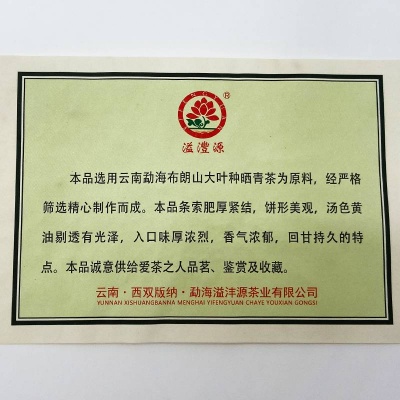 ®
溢灃源
本品选用云南勐海布朗山大叶种晒青茶为原料，经严格
筛选精心制作而成。本品条索肥厚紧结，饼形美观，汤色黄
油剔透有光泽，入口味厚浓烈，香气浓郁，回甘持久的特
点。本品诚意供给爱茶之人品茗、鉴赏及收藏。
云南·西双版纳·勐海溢沣源茶业有限公司
YUNNAN XISHUANGBANNA MENGHAI YIFENGYUAN CHAYE YOUXIAN GONGSI